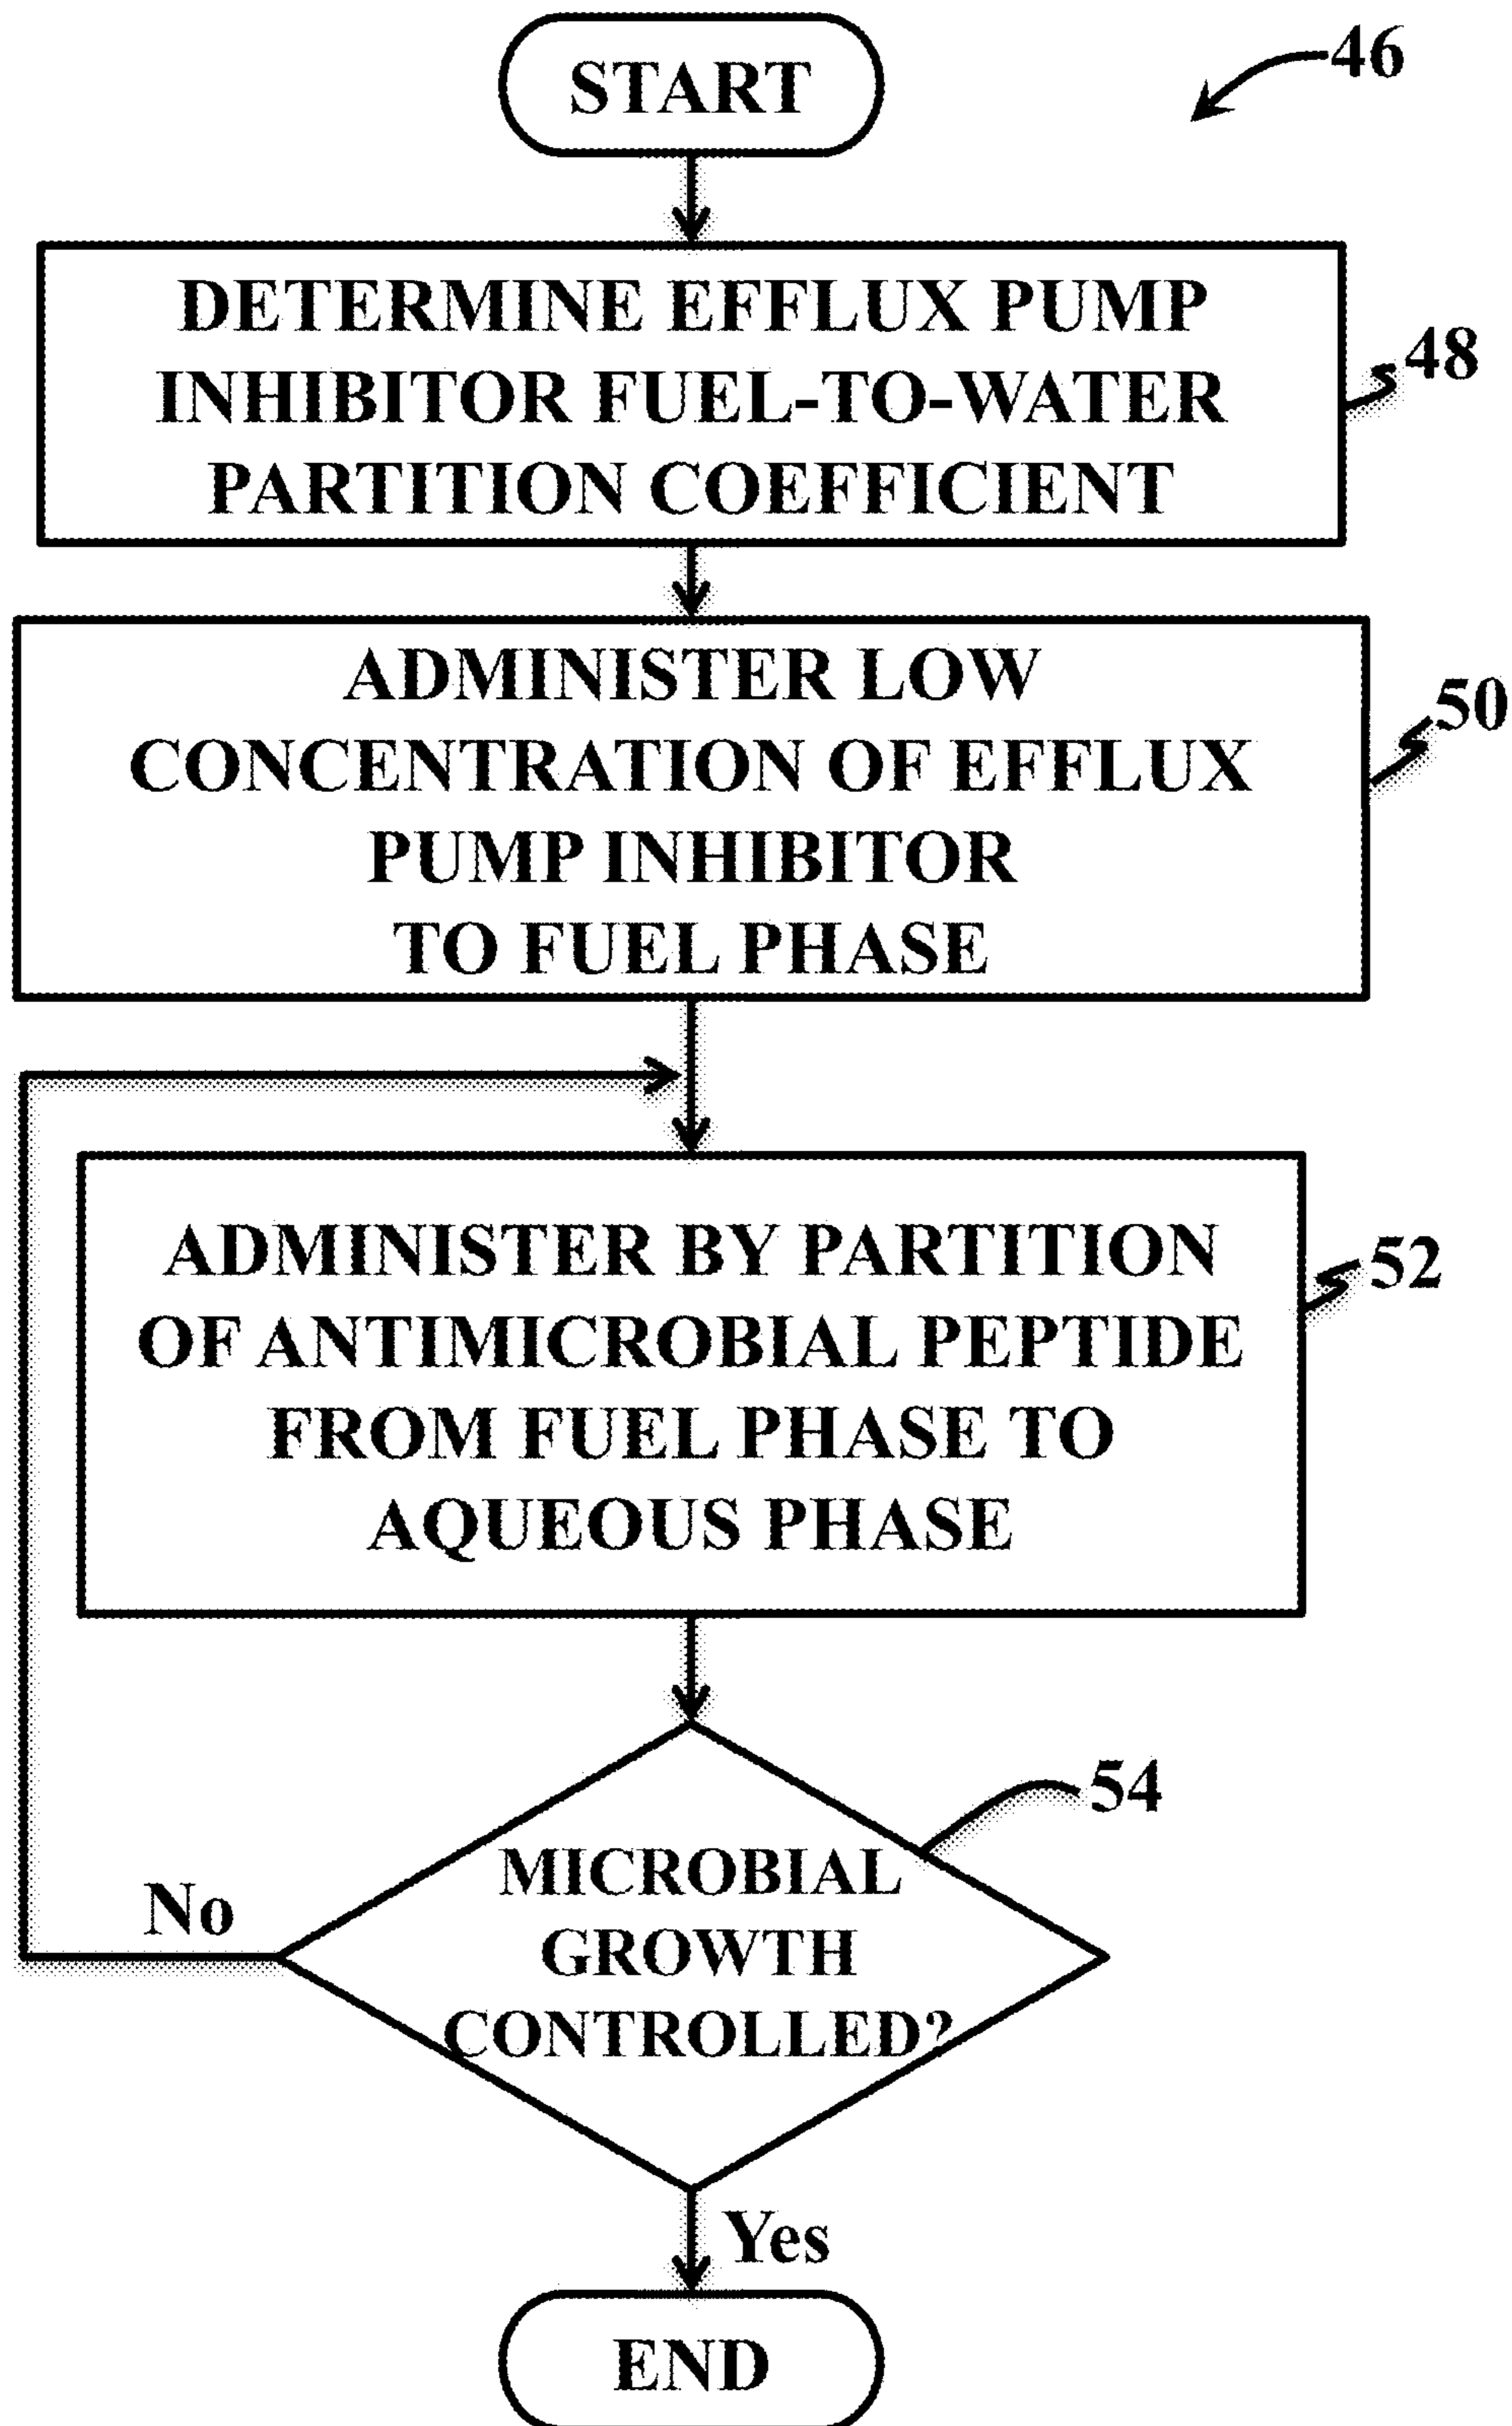 START
46
DETERMINE EFFLUX PUMP
INHIBITOR FUEL-TO-WATER
PARTITION COEFFICIENT
48
ADMINISTER LOW
CONCENTRATION OF EFFLUX
PUMP INHIBITOR
TO FUEL PHASE
50
ADMINISTER BY PARTITION
OF ANTIMICROBIAL PEPTIDE
FROM FUEL PHASE TO
AQUEOUS PHASE
52
54
MICROBIAL
GROWTH
CONTROLLED?
No
Yes
END